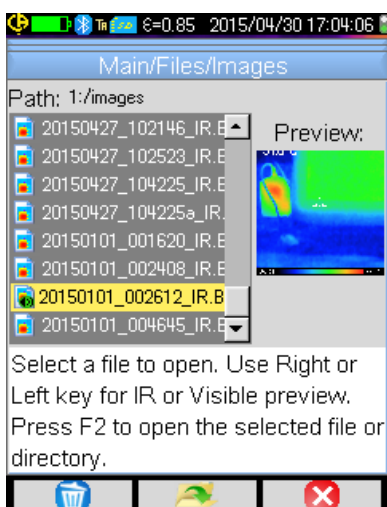 ε=0.85 2015/04/30 17:04:06
Main/Files/Images
Path: 1:/images
20150427_102146_IR.B
Preview:
20150427_102523_IR.B
20150427_104225_IR.B
20150427_104225a_IR.
20150101_001620_IR.B
20150101_002408_IR.B
20150101_002612_IR.B
20150101_004645_IR.B
Select a file to open. Use Right or
Left key for IR or Visible preview.
Press F2 to open the selected file or
directory.